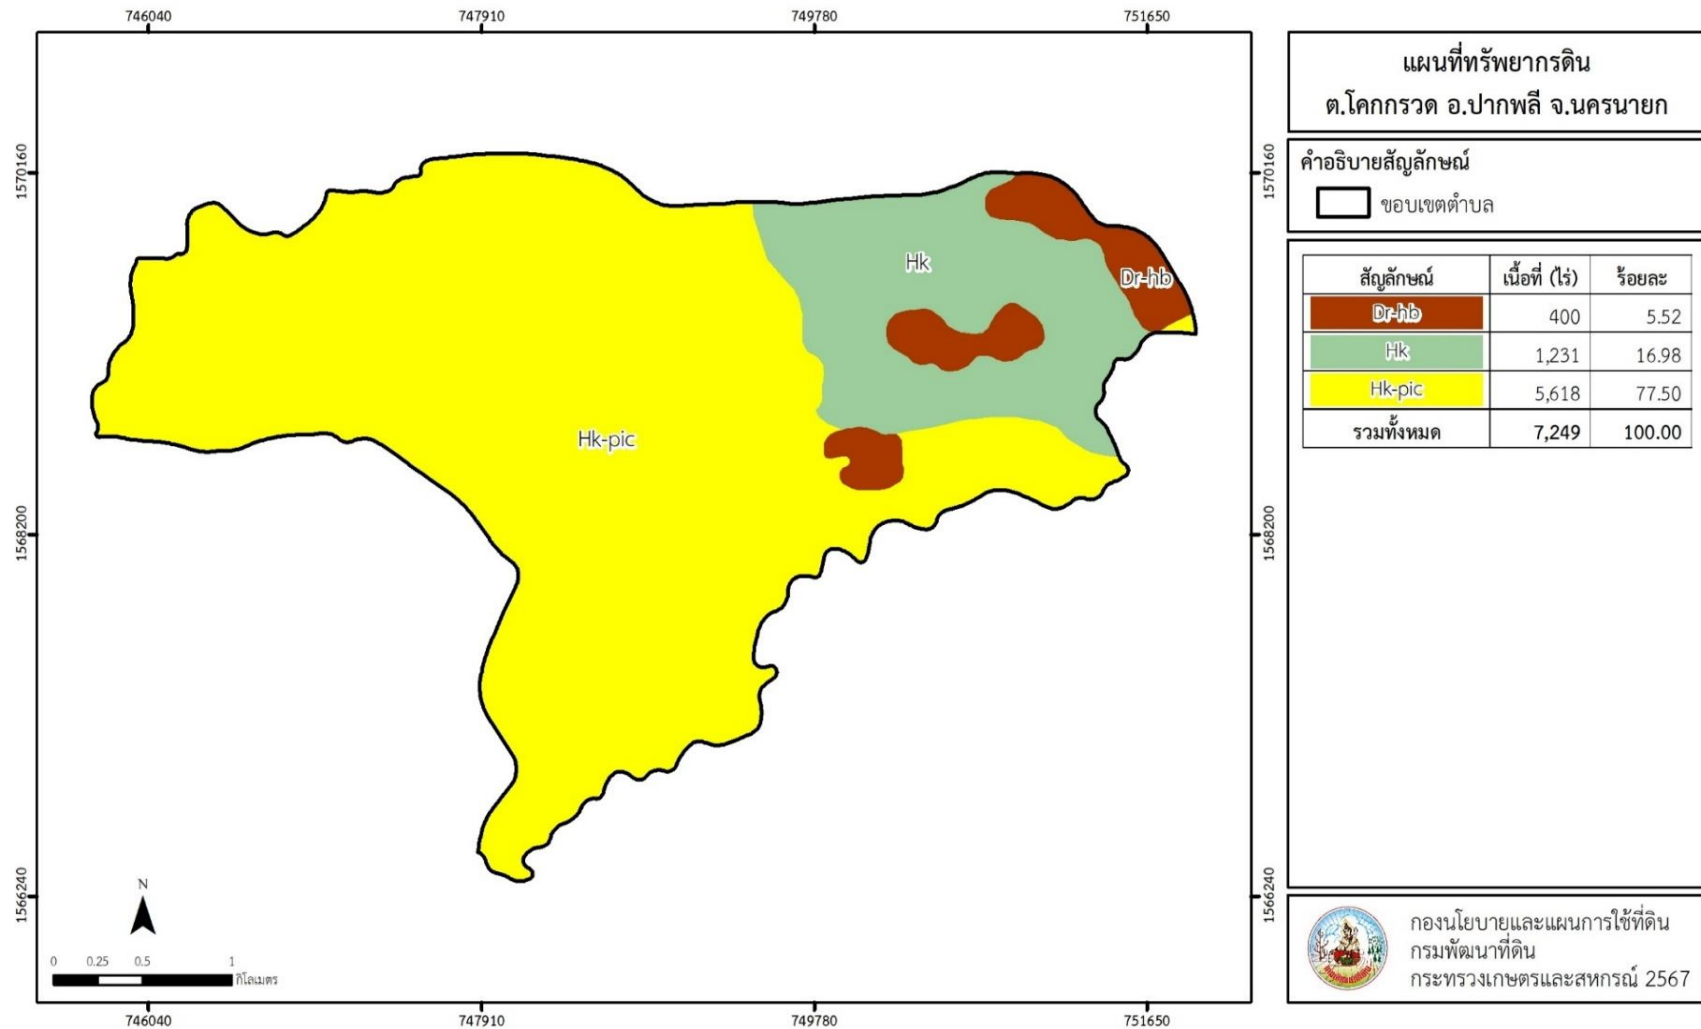 746040 747910 749780 751650
1570160 1570160
1568200 1568200
1566240 1566240
Hk
Dr-hb
Hk-pic
N
0 0.25 0.5 1
กิโลเมตร
746040 747910 749780 751650
แผนที่ทรัพยากรดิน
ต.โคกกรวด อ.ปากพลี จ.นครนายก
คำอธิบายสัญลักษณ์
ขอบเขตตำบล
สัญลักษณ์ เนื้อที่ (ไร่) ร้อยละ
Dr-hb 400 5.52
Hk 1,231 16.98
Hk-pic 5,618 77.50
รวมทั้งหมด 7,249 100.00
กองนโยบายและแผนการใช้ที่ดิน
กรมพัฒนาที่ดิน
กระทรวงเกษตรและสหกรณ์ 2567